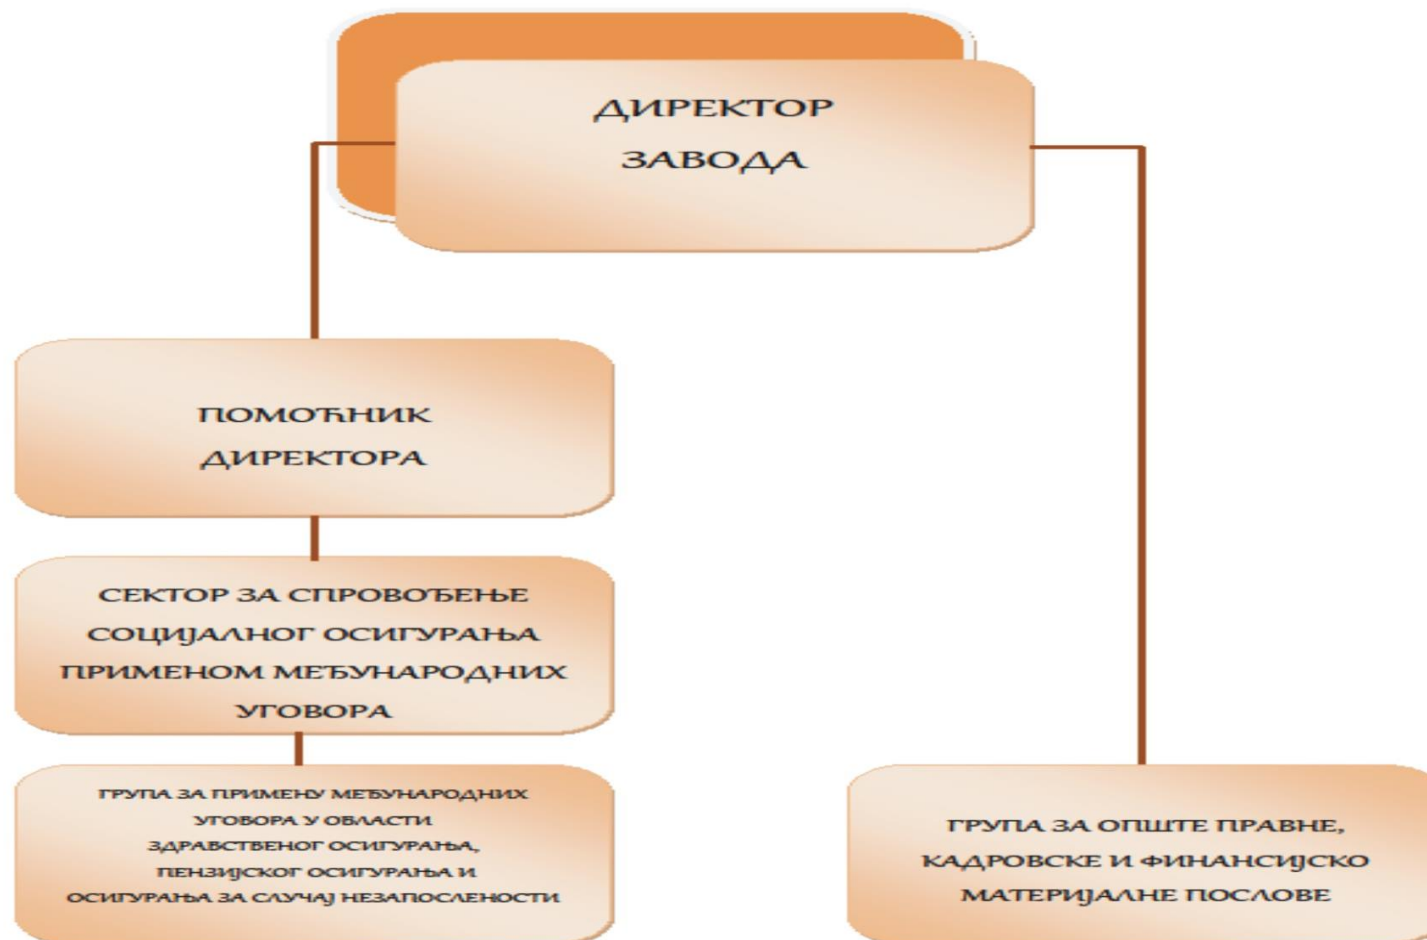 ДИРЕКТОР
ЗАВОДА
ПОМОЋНИК
ДИРЕКТОРА
СЕКТОР ЗА СПРОВОЂЕЊЕ
СОЦИЈАЛНОГ ОСИГУРАЊА
ПРИМЕНОМ МЕЂУНАРОДНИХ
УГОВОРА
ГРУПА ЗА ПРИМЕНУ МЕЂУНАРОДНИХ
УГОВОРА У ОБЛАСТИ
ЗДРАВСТВЕНОГ ОСИГУРАЊА,
ПЕНЗИЈСКОГ ОСИГУРАЊА И
ОСИГУРАЊА ЗА СЛУЧАЈ НЕЗАПОСЛЕНОСТИ
ГРУПА ЗА ОПШТЕ ПРАВНЕ,
КАДРОВСКЕ И ФИНАНСИЈСКО
МАТЕРИЈАЛНЕ ПОСЛОВЕ